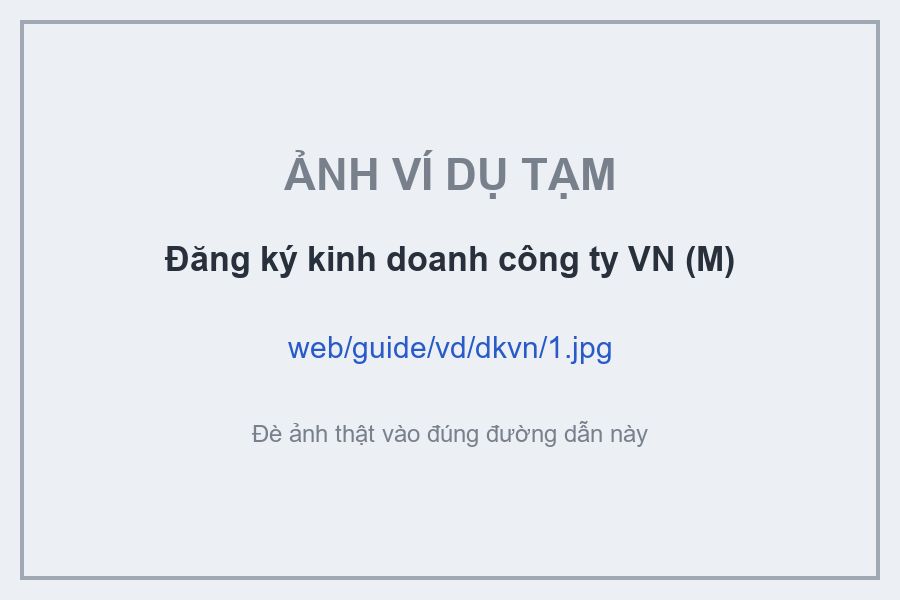 ẢNH VÍ DỤ TẠM
Đăng ký kinh doanh công ty VN (M)
web/guide/vd/dkvn/1.jpg
Đè ảnh thật vào đúng đường dẫn này